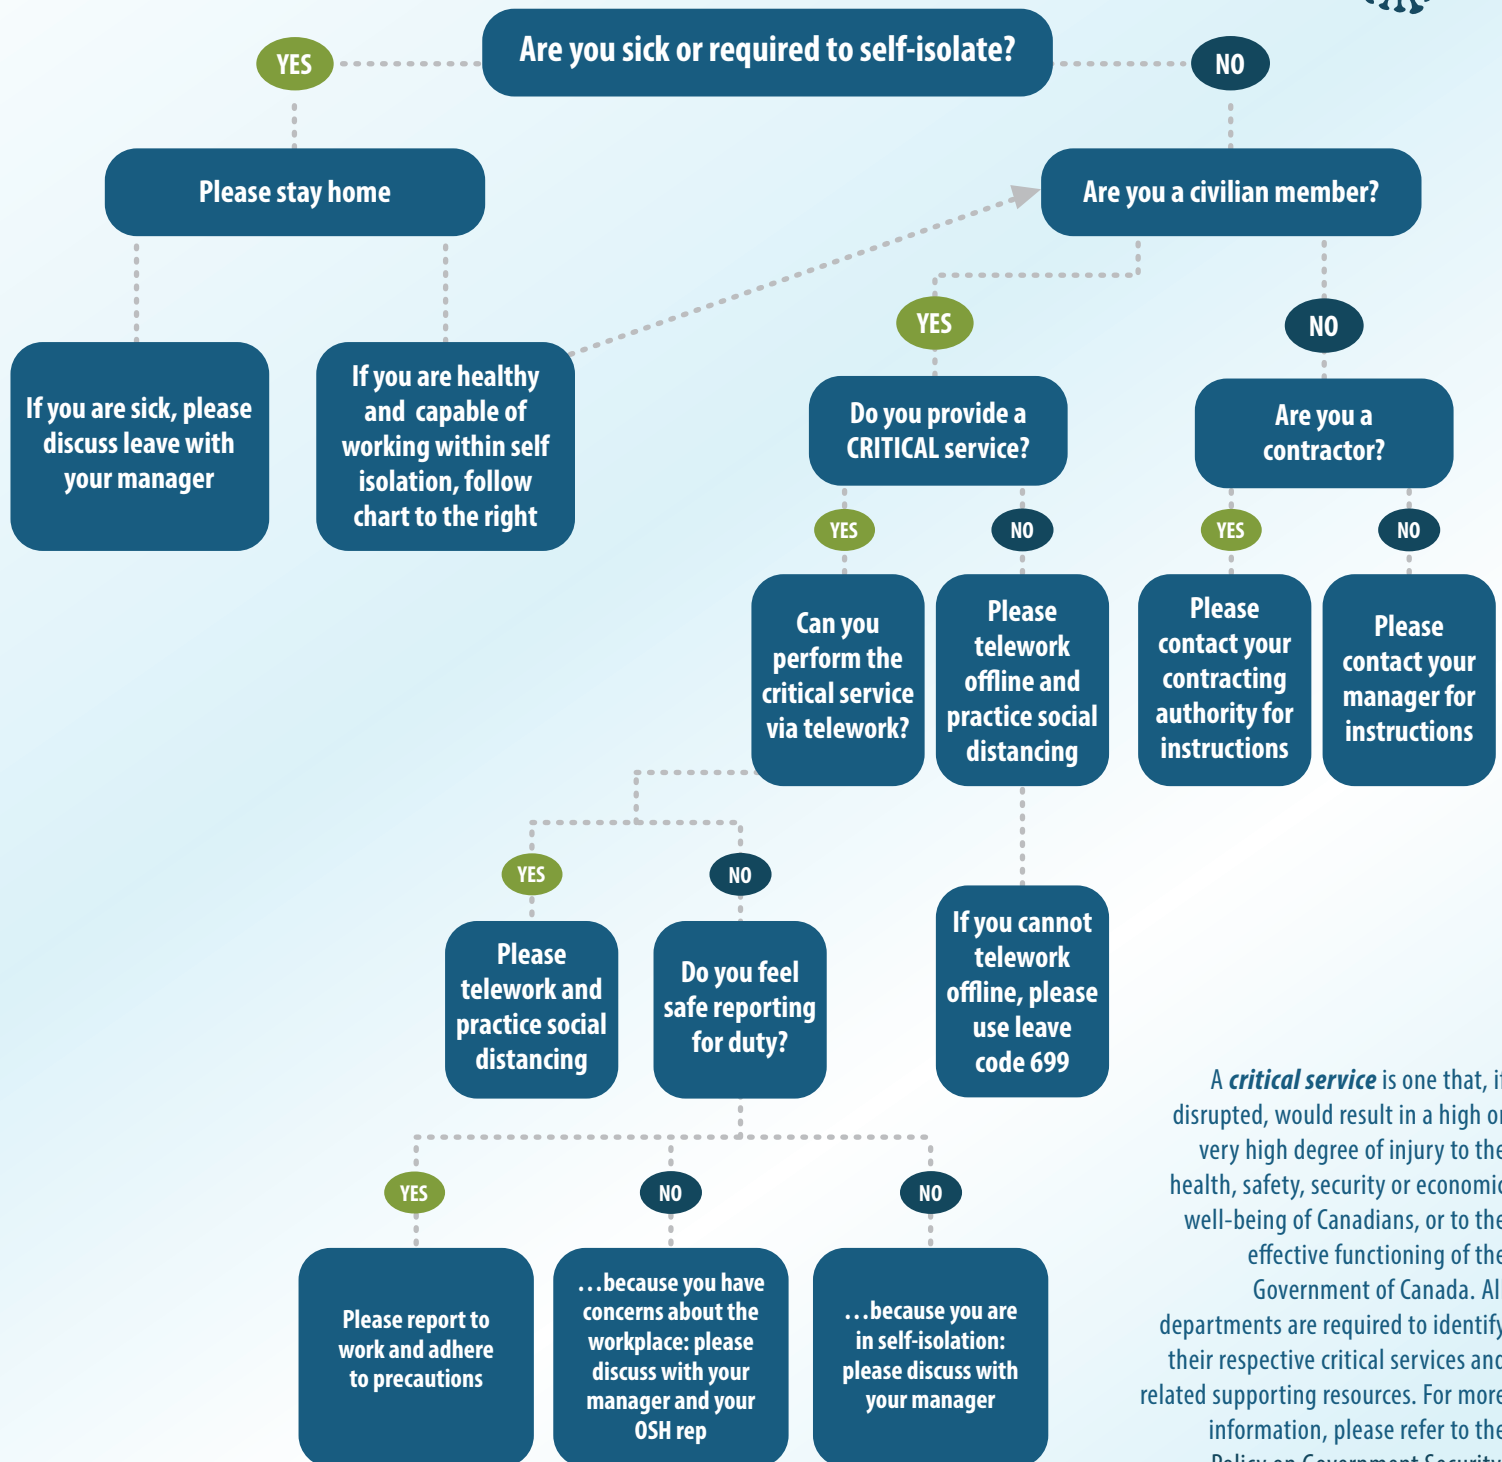 Are you sick or required to self-isolate?
YES
NO
Please stay home
Are you a civilian member?
If you are sick, please
discuss leave with
your manager
If you are healthy
and capable of
working within self
isolation, follow
chart to the right
YES
NO
Do you provide a
CRITICAL service?
Are you a
contractor?
YES
NO
YES
NO
Can you
perform the
critical service
via telework?
Please
telework
offline and
practice social
distancing
Please
contact your
contracting
authority for
instructions
Please
contact your
manager for
instructions
YES
NO
Please
telework and
practice social
distancing
Do you feel
safe reporting
for duty?
If you cannot
telework
offline, please
use leave
code 699
YES
NO
NO
Please report to
work and adhere
to precautions
...because you have
concerns about the
workplace: please
discuss with your
manager and your
OSH rep
...because you are
in self-isolation:
please discuss with
your manager
A critical service is one that, if
disrupted, would result in a high or
very high degree of injury to the
health, safety, security or economic
well-being of Canadians, or to the
effective functioning of the
Government of Canada. All
departments are required to identify
their respective critical services and
related supporting resources. For more
information, please refer to the
Policy on Government Security